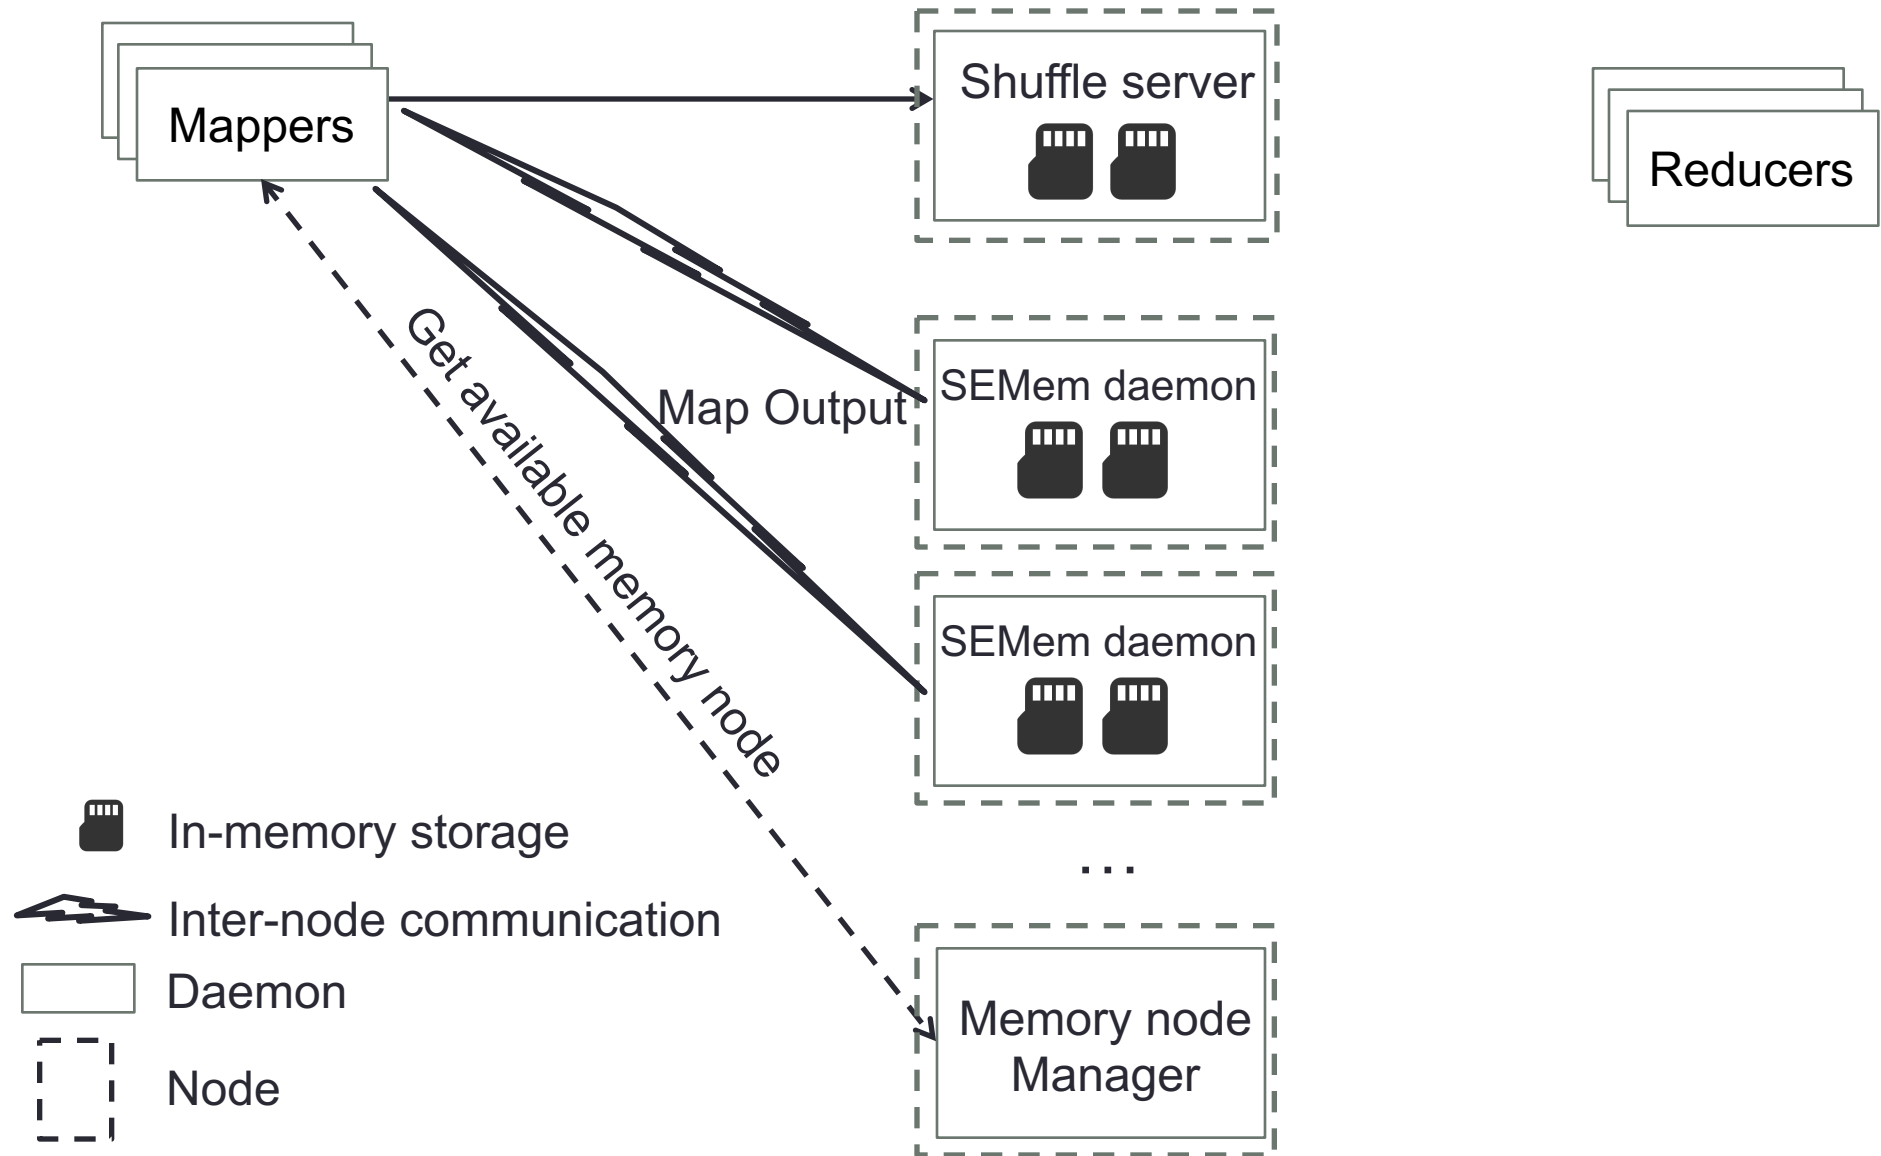 Shuffle server
Mappers
Reducers
Get available memory node
Map Output
SEMem daemon
SEMem daemon
In-memory storage
...
Inter-node communication
Daemon
Memory node
Manager
Node